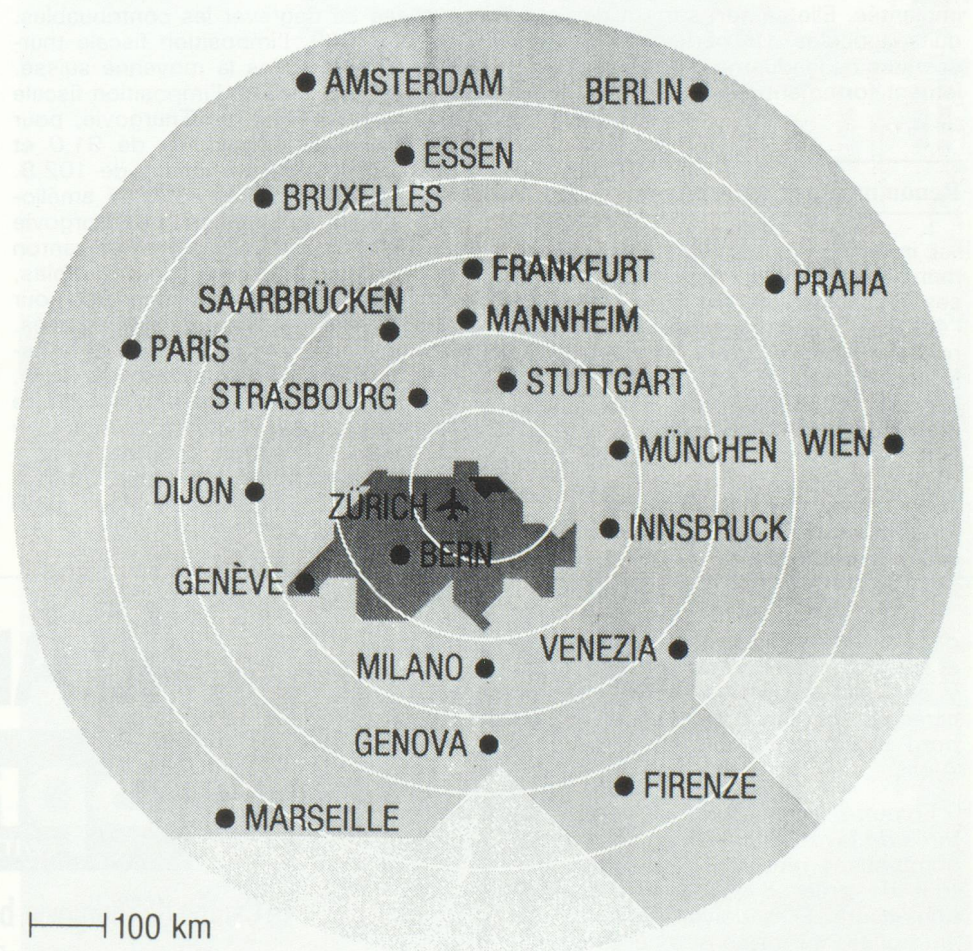 AMSTERDAM
BERLIN
ESSEN
BRUXELLES
FRANKFURT
PRAHA
SAARBRÜCKEN
MANNHEIM
PARIS
STUTTGART
STRASBOURG
MÜNCHEN
WIEN
DIJON
ZÜRICH
INNSBRUCK
BERN
GENÈVE
VENEZIA
MILANO
GENOVA
FIRENZE
MARSEILLE
100 km